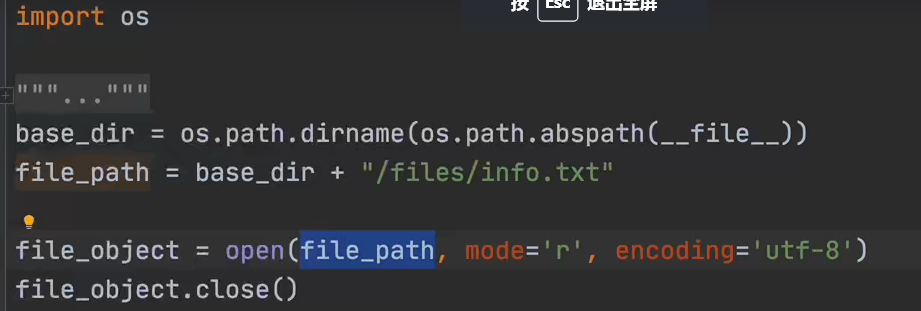 import os
按 Esc 退出全屏
"""..."""
base_dir = os.path.dirname(os.path.abspath(__file__))
file_path = base_dir + "/files/info.txt"
file_object = open(file_path, mode='r', encoding='utf-8')
file_object.close()